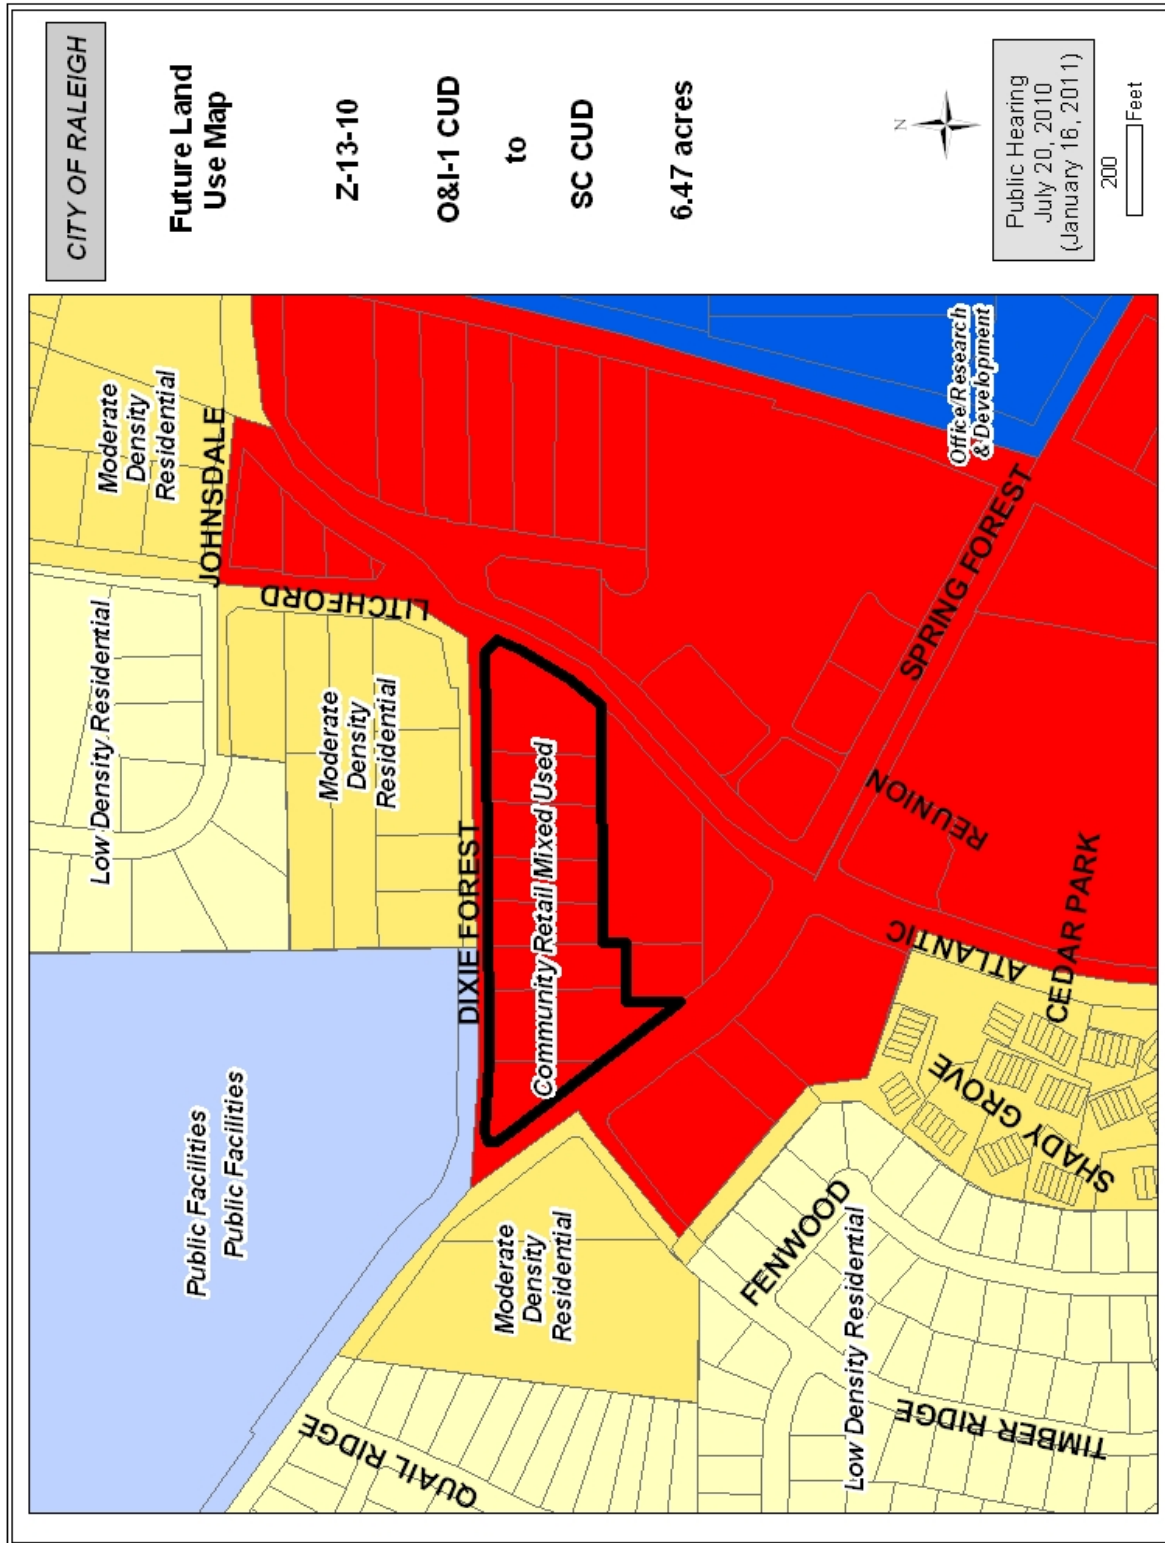 CITY OF RALEIGH
Future Land
Use Map
Z-13-10
O&I-1 CUD
to
SC CUD
6.47 acres
N
Public Hearing
July 20, 2010
(January 16, 2011)
200
Feet
Public Facilities
Public Facilities
Low Density Residential
Moderate
Density
Residential
JOHNSDALE
LITCHFORD
Moderate
Density
Residential
DIXIE FOREST
QUAIL RIDGE
Moderate
Density
Residential
Community Retail Mixed Used
FENWOOD
Low Density Residential
TIMBER RIDGE
SHADY GROVE
CEDAR PARK
ATLANTIC
REUNION
SPRING FOREST
Office/Research
& Development